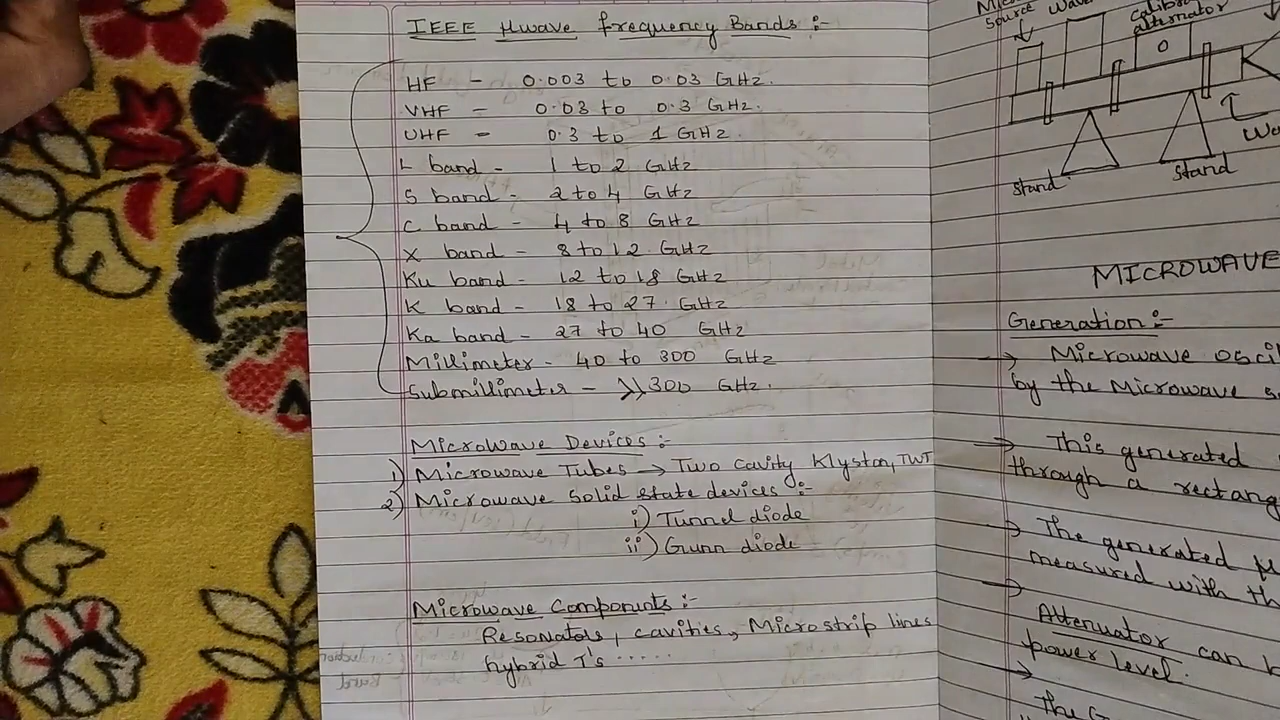 IEEE μwave frequency Bands :-
HF - 0.003 to 0.03 GHz.
VHF - 0.03 to 0.3 GHz.
UHF - 0.3 to 1 GHz.
L band - 1 to 2 GHz
S band - 2 to 4 GHz
C band - 4 to 8 GHz
X band - 8 to 12 GHz
Ku band - 12 to 18 GHz
K band - 18 to 27 GHz
Ka band - 27 to 40 GHz
Millimeter - 40 to 300 GHz
Submillimeter - >>300 GHz.
Microwave Devices :-
1) Microwave Tubes → Two cavity Klyston, TWT
2) Microwave Solid state devices :-
i) Tunnel diode
ii) Gunn diode
Microwave Components :-
Resonators, cavities, Microstrip lines
hybrid T's .....
Source
attenuator
0
Stand
Stand
MICROWAVE
Generation :-
→ Microwave osci
by the Microwave s
→ This generated
through a rectang
→ The generated μ
measured with th
→ Attenuator can b
power level.
→ The